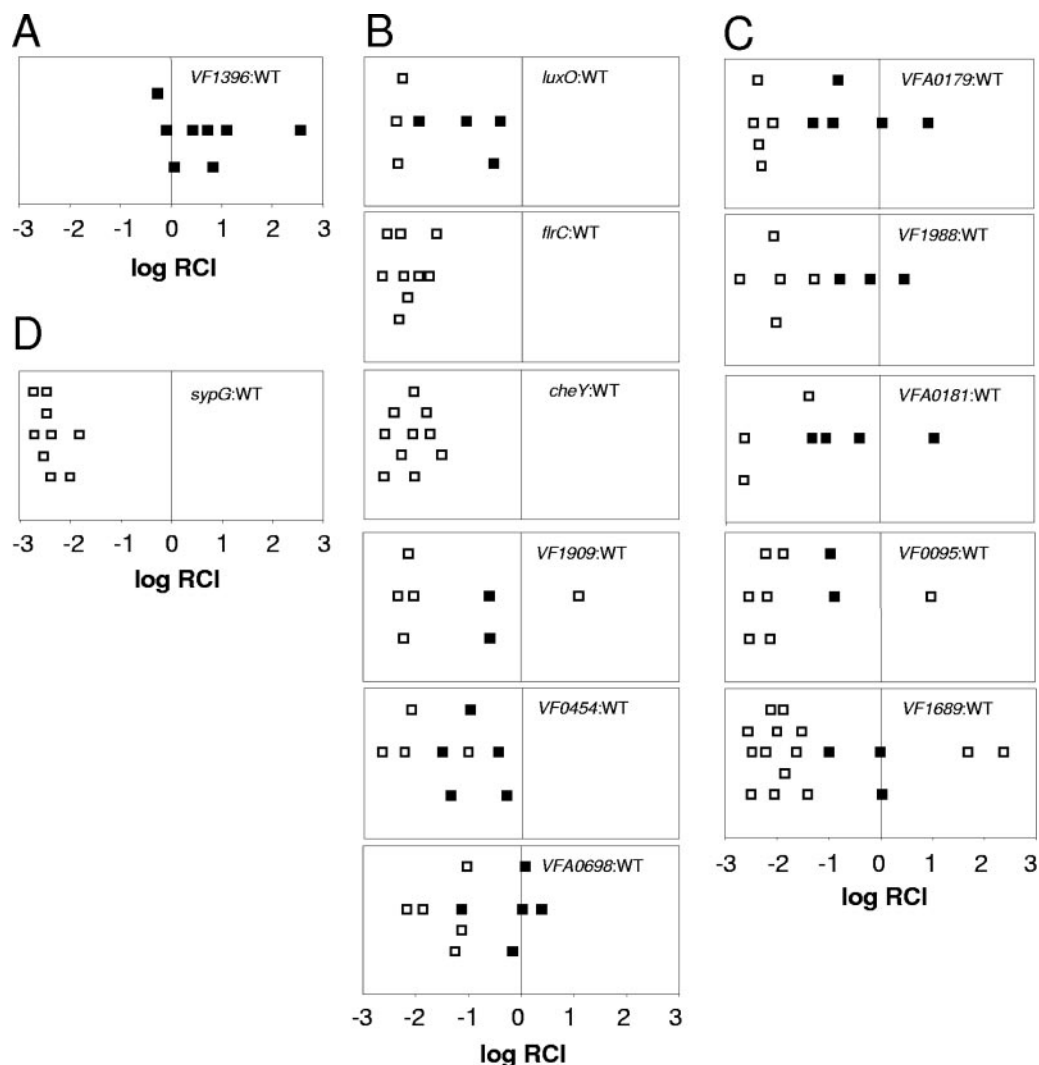 A
VF1396:WT
-3 -2 -1 0 1 2 3
log RCI
D
sypG:WT
-3 -2 -1 0 1 2 3
log RCI
B
luxO:WT
flrC:WT
cheY:WT
VF1909:WT
VF0454:WT
VFA0698:WT
-3 -2 -1 0 1 2 3
log RCI
C
VFA0179:WT
VF1988:WT
VFA0181:WT
VF0095:WT
VF1689:WT
-3 -2 -1 0 1 2 3
log RCI